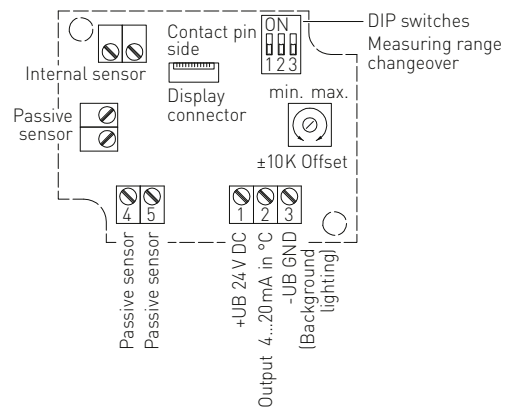 Contact pin
side
ON
1 2 3
DIP switches
Measuring range
changeover
Internal sensor
Display
connector
min. max.
Passive
sensor
±10K Offset
4 5
1 2 3
Passive sensor
Passive sensor
+UB 24 V DC
Output 4...20mA in °C
-UB GND
(Background
lighting)